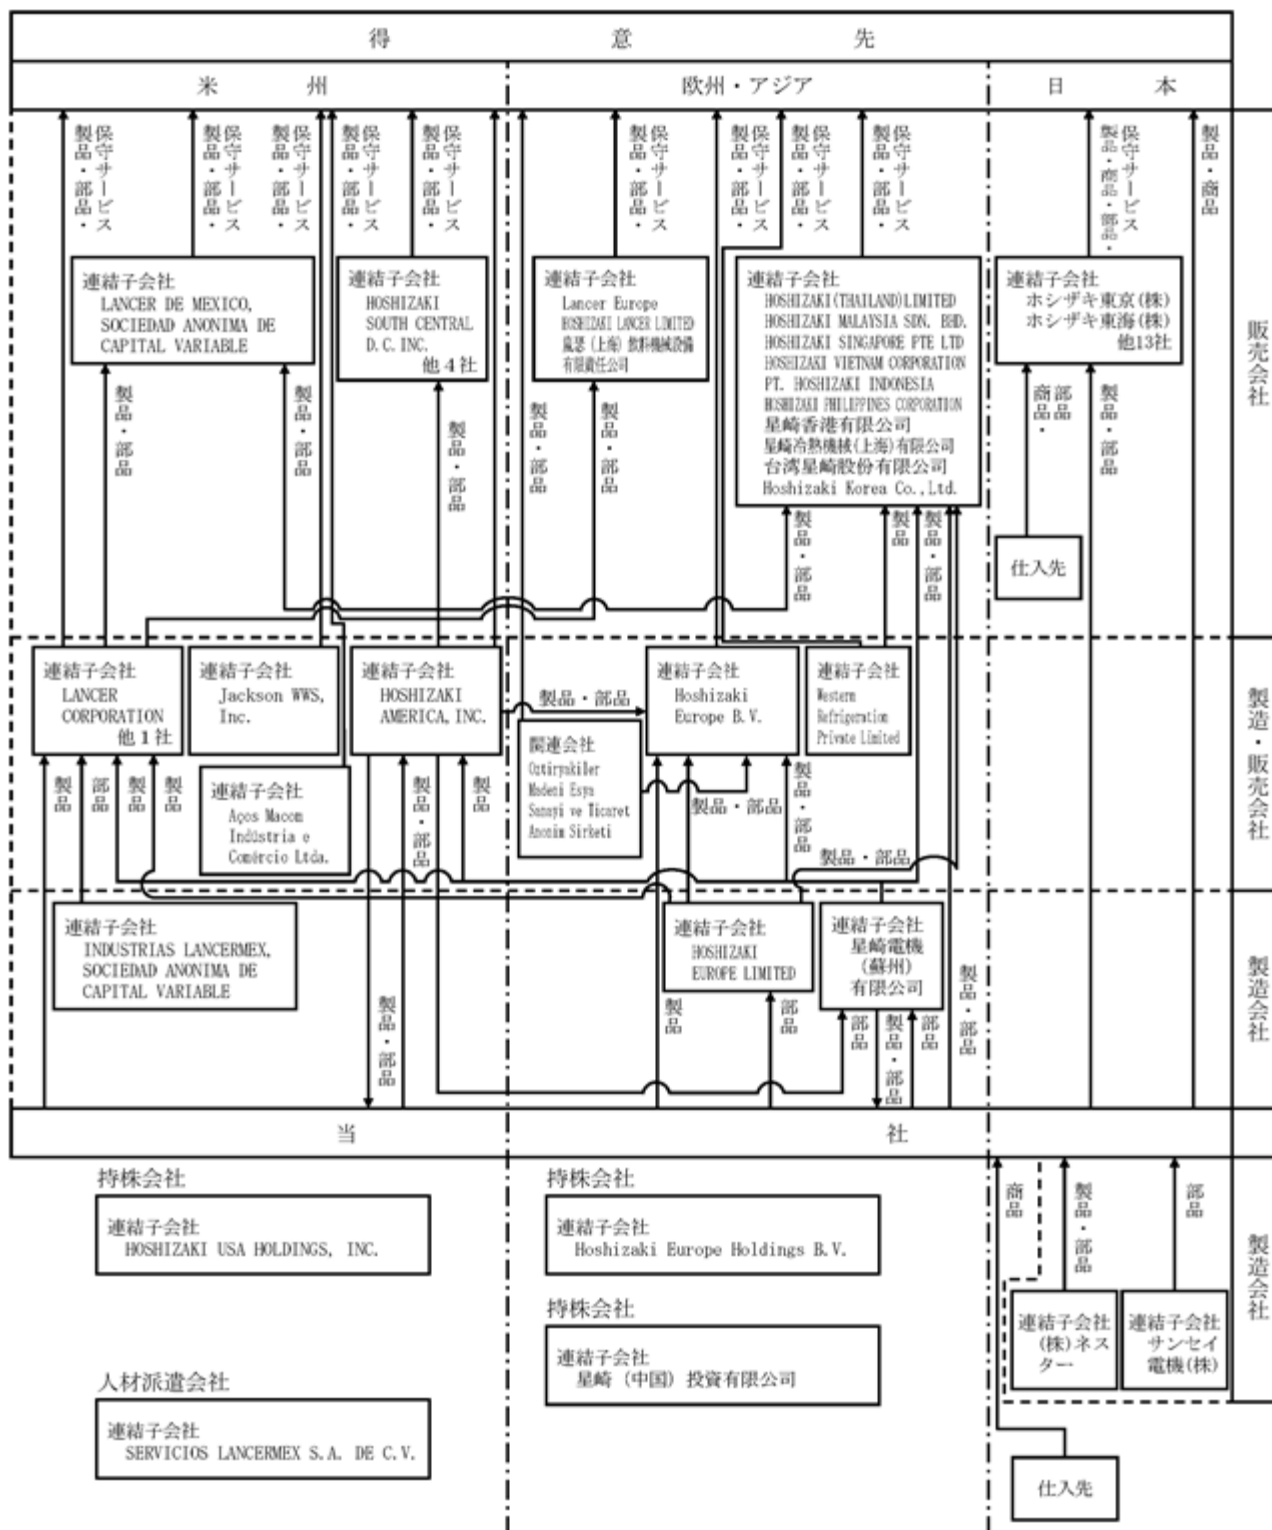 得意先
米州
欧州・アジア
日本
保守サービス
製品・部品・
保守サービス
製品・部品・
保守サービス
製品・部品・
保守サービス
製品・部品・
保守サービス
製品・部品・
保守サービス
製品・部品・
保守サービス
製品・部品・
保守サービス
製品・部品・
保守サービス
製品・部品・
保守サービス
製品・商品・部品・
製品・商品
連結子会社
LANCER DE MEXICO,
SOCIEDAD ANONIMA DE
CAPITAL VARIABLE
連結子会社
HOSHIZAKI
SOUTH CENTRAL
D.C.INC.
他4社
連結子会社
Lancer Europe
HOSHIZAKI LANCER LIMITED
嵐瑟(上海)飲料機械設備
有限責任公司
連結子会社
HOSHIZAKI(THAILAND)LIMITED
HOSHIZAKI MALAYSIA SDN. BHD.
HOSHIZAKI SINGAPORE PTE LTD
HOSHIZAKI VIETNAM CORPORATION
PT. HOSHIZAKI INDONESIA
HOSHIZAKI PHILIPPINES CORPORATION
星崎香港有限公司
星崎冷熱機械(上海)有限公司
台湾星崎股份有限公司
Hoshizaki Korea Co.,Ltd.
連結子会社
ホシザキ東京(株)
ホシザキ東海(株)
他13社
販売会社
製品・部品
製品・部品
製品・部品
製品・部品
製品・部品
製品・部品
製品
製品・部品
部品
商品・
製品・部品
仕入先
連結子会社
LANCER
CORPORATION
他1社
連結子会社
Jackson WWS,
Inc.
連結子会社
HOSHIZAKI
AMERICA,INC.
製品・部品
連結子会社
Hoshizaki
Europe B.V.
連結子会社
Western
Refrigeration
Private Limited
関連会社
Oztiryakiler
Madeni Esya
Sanayi ve Ticaret
Anonim Sirketi
連結子会社
Aços Macom
Indústria e
Comércio Ltda.
製造・販売会社
製品
部品
製品
製品
製品・部品
製品・部品
製品・部品
製品・部品
連結子会社
INDUSTRIAS LANCERMEX,
SOCIEDAD ANONIMA DE
CAPITAL VARIABLE
連結子会社
HOSHIZAKI
EUROPE LIMITED
連結子会社
星崎電機
(蘇州)
有限公司
製造会社
製品・部品
製品
部品
部品
製品・部品
部品
製品・部品
当社
持株会社
連結子会社
HOSHIZAKI USA HOLDINGS, INC.
持株会社
連結子会社
Hoshizaki Europe Holdings B.V.
持株会社
連結子会社
星崎(中国)投資有限公司
人材派遣会社
連結子会社
SERVICIOS LANCERMEX S.A. DE C.V.
商品
製品・部品
部品
製造会社
連結子会社
(株)ネス
ター
連結子会社
サンセイ
電機(株)
仕入先